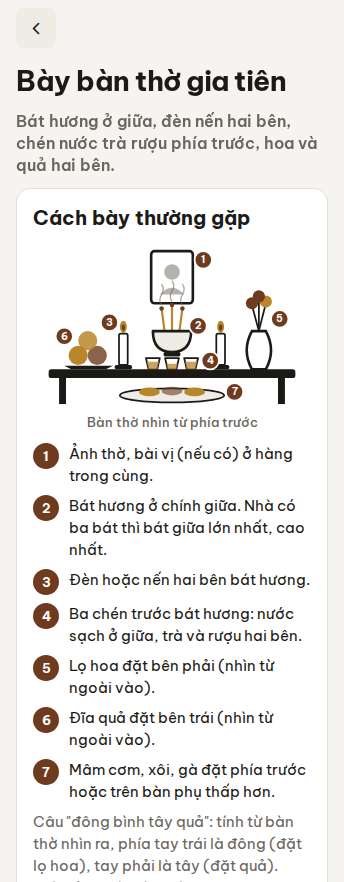 Bày bàn thờ gia tiên
Bát hương ở giữa, đèn nến hai bên,
chén nước trà rượu phía trước, hoa và
quả hai bên.
Cách bày thường gặp
1
2
3
4
5
6
7
Bàn thờ nhìn từ phía trước
1 Ảnh thờ, bài vị (nếu có) ở hàng
trong cùng.
2 Bát hương ở chính giữa. Nhà có
ba bát thì bát giữa lớn nhất, cao
nhất.
3 Đèn hoặc nến hai bên bát hương.
4 Ba chén trước bát hương: nước
sạch ở giữa, trà và rượu hai bên.
5 Lọ hoa đặt bên phải (nhìn từ
ngoài vào).
6 Đĩa quả đặt bên trái (nhìn từ
ngoài vào).
7 Mâm cơm, xôi, gà đặt phía trước
hoặc trên bàn phụ thấp hơn.
Câu "đông bình tây quả": tính từ bàn
thờ nhìn ra, phía tay trái là đông (đặt
lọ hoa), tay phải là tây (đặt quả).